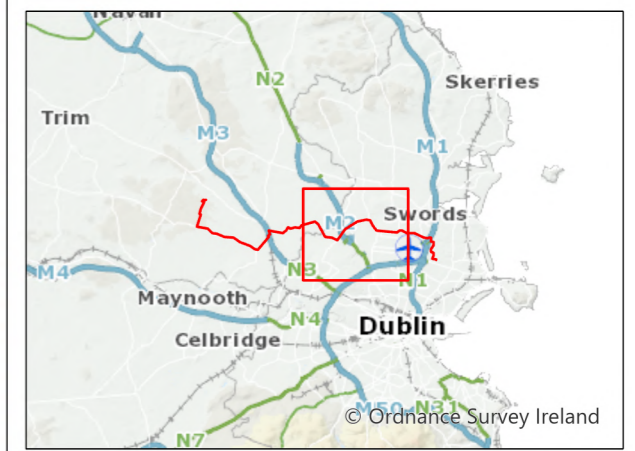 Navan
N2
Skerries
Trim
M3
M1
M2
Swords
M4
N3
N1
Maynooth
N4
Dublin
Celbridge
M50
N31
© Ordnance Survey Ireland
N7